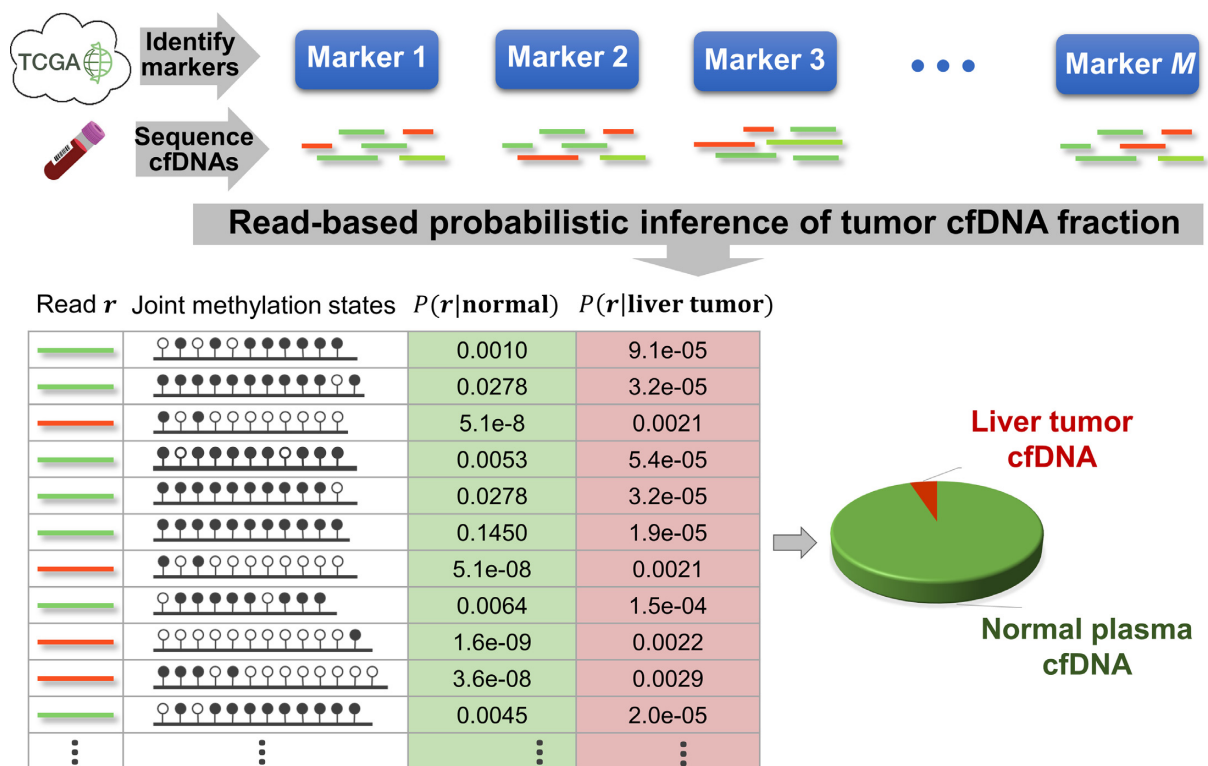 TCGA
Identify
markers
Marker 1
Marker 2
Marker 3
Marker M
Sequence
cfDNAs
Read-based probabilistic inference of tumor cfDNA fraction
Read r Joint methylation states P(r|normal) P(r|liver tumor)
0.0010 9.1e-05
0.0278 3.2e-05
5.1e-8 0.0021
0.0053 5.4e-05
0.0278 3.2e-05
0.1450 1.9e-05
5.1e-08 0.0021
0.0064 1.5e-04
1.6e-09 0.0022
3.6e-08 0.0029
0.0045 2.0e-05
Liver tumor
cfDNA
Normal plasma
cfDNA